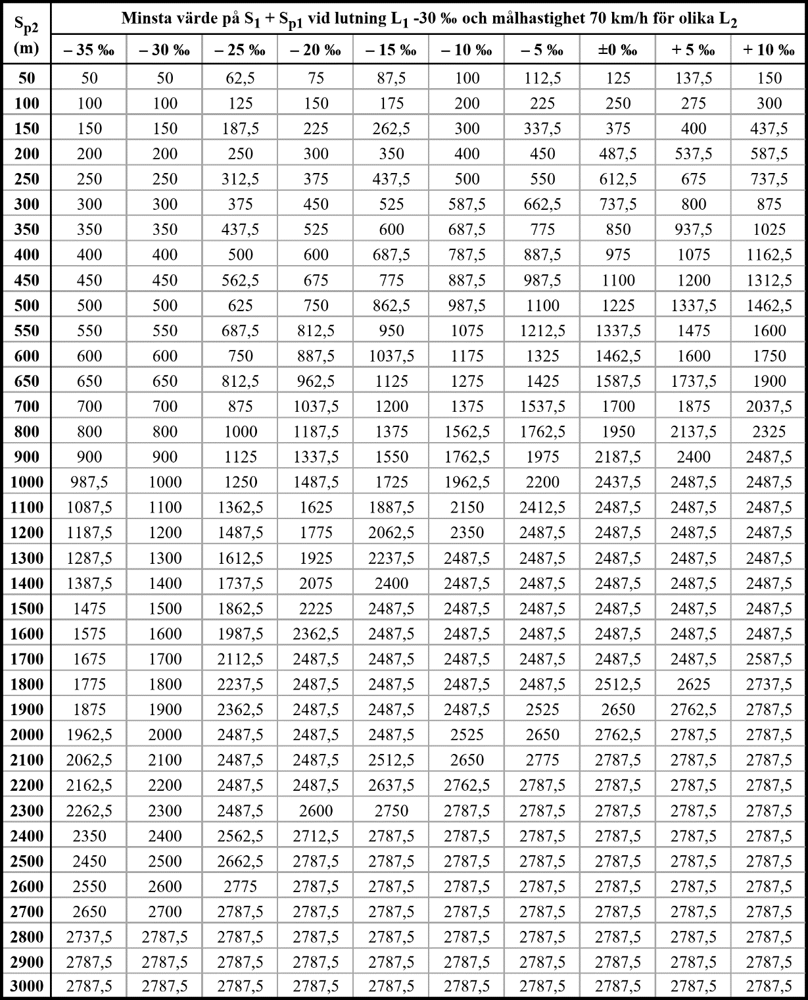 S_p2 (m) Minsta värde på S_1 + S_p1 vid lutning L_1 -30 ‰ och målhastighet 70 km/h för olika L_2
– 35 ‰ – 30 ‰ – 25 ‰ – 20 ‰ – 15 ‰ – 10 ‰ – 5 ‰ ±0 ‰ + 5 ‰ + 10 ‰
50 50 50 62,5 75 87,5 100 112,5 125 137,5 150
100 100 100 125 150 175 200 225 250 275 300
150 150 150 187,5 225 262,5 300 337,5 375 400 437,5
200 200 200 250 300 350 400 450 487,5 537,5 587,5
250 250 250 312,5 375 437,5 500 550 612,5 675 737,5
300 300 300 375 450 525 587,5 662,5 737,5 800 875
350 350 350 437,5 525 600 687,5 775 850 937,5 1025
400 400 400 500 600 687,5 787,5 887,5 975 1075 1162,5
450 450 450 562,5 675 775 887,5 987,5 1100 1200 1312,5
500 500 500 625 750 862,5 987,5 1100 1225 1337,5 1462,5
550 550 550 687,5 812,5 950 1075 1212,5 1337,5 1475 1600
600 600 600 750 887,5 1037,5 1175 1325 1462,5 1600 1750
650 650 650 812,5 962,5 1125 1275 1425 1587,5 1737,5 1900
700 700 700 875 1037,5 1200 1375 1537,5 1700 1875 2037,5
800 800 800 1000 1187,5 1375 1562,5 1762,5 1950 2137,5 2325
900 900 900 1125 1337,5 1550 1762,5 1975 2187,5 2400 2487,5
1000 987,5 1000 1250 1487,5 1725 1962,5 2200 2437,5 2487,5 2487,5
1100 1087,5 1100 1362,5 1625 1887,5 2150 2412,5 2487,5 2487,5 2487,5
1200 1187,5 1200 1487,5 1775 2062,5 2350 2487,5 2487,5 2487,5 2487,5
1300 1287,5 1300 1612,5 1925 2237,5 2487,5 2487,5 2487,5 2487,5 2487,5
1400 1387,5 1400 1737,5 2075 2400 2487,5 2487,5 2487,5 2487,5 2487,5
1500 1475 1500 1862,5 2225 2487,5 2487,5 2487,5 2487,5 2487,5 2487,5
1600 1575 1600 1987,5 2362,5 2487,5 2487,5 2487,5 2487,5 2487,5 2487,5
1700 1675 1700 2112,5 2487,5 2487,5 2487,5 2487,5 2487,5 2487,5 2587,5
1800 1775 1800 2237,5 2487,5 2487,5 2487,5 2487,5 2512,5 2625 2737,5
1900 1875 1900 2362,5 2487,5 2487,5 2487,5 2525 2650 2762,5 2787,5
2000 1962,5 2000 2487,5 2487,5 2487,5 2525 2650 2762,5 2787,5 2787,5
2100 2062,5 2100 2487,5 2487,5 2512,5 2650 2775 2787,5 2787,5 2787,5
2200 2162,5 2200 2487,5 2487,5 2637,5 2762,5 2787,5 2787,5 2787,5 2787,5
2300 2262,5 2300 2487,5 2600 2750 2787,5 2787,5 2787,5 2787,5 2787,5
2400 2350 2400 2562,5 2712,5 2787,5 2787,5 2787,5 2787,5 2787,5 2787,5
2500 2450 2500 2662,5 2787,5 2787,5 2787,5 2787,5 2787,5 2787,5 2787,5
2600 2550 2600 2775 2787,5 2787,5 2787,5 2787,5 2787,5 2787,5 2787,5
2700 2650 2700 2787,5 2787,5 2787,5 2787,5 2787,5 2787,5 2787,5 2787,5
2800 2737,5 2787,5 2787,5 2787,5 2787,5 2787,5 2787,5 2787,5 2787,5 2787,5
2900 2787,5 2787,5 2787,5 2787,5 2787,5 2787,5 2787,5 2787,5 2787,5 2787,5
3000 2787,5 2787,5 2787,5 2787,5 2787,5 2787,5 2787,5 2787,5 2787,5 2787,5